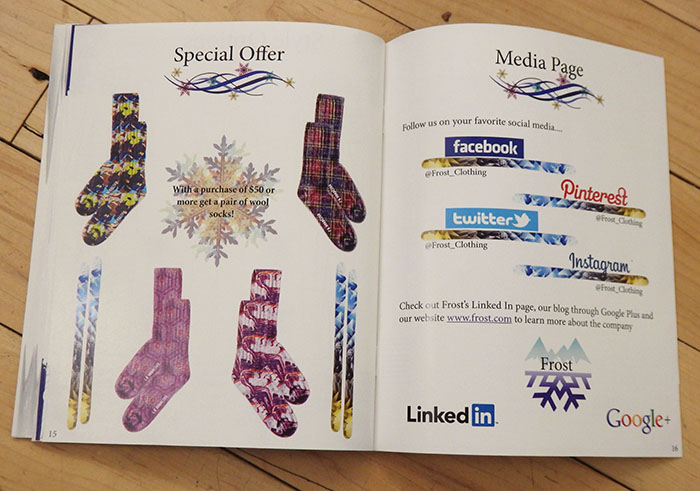 Special Offer
With a purchase of $50 or
more get a pair of wool
socks!
15
Media Page
Follow us on your favorite social media....
facebook
@Frost_Clothing
Pinterest
@Frost_Clothing
twitter
@Frost_Clothing
Instagram
@Frost_Clothing
Check out Frost's Linked In page, our blog through Google Plus and
our website www.frost.com to learn more about the company
Frost
Linked in
Google+
16